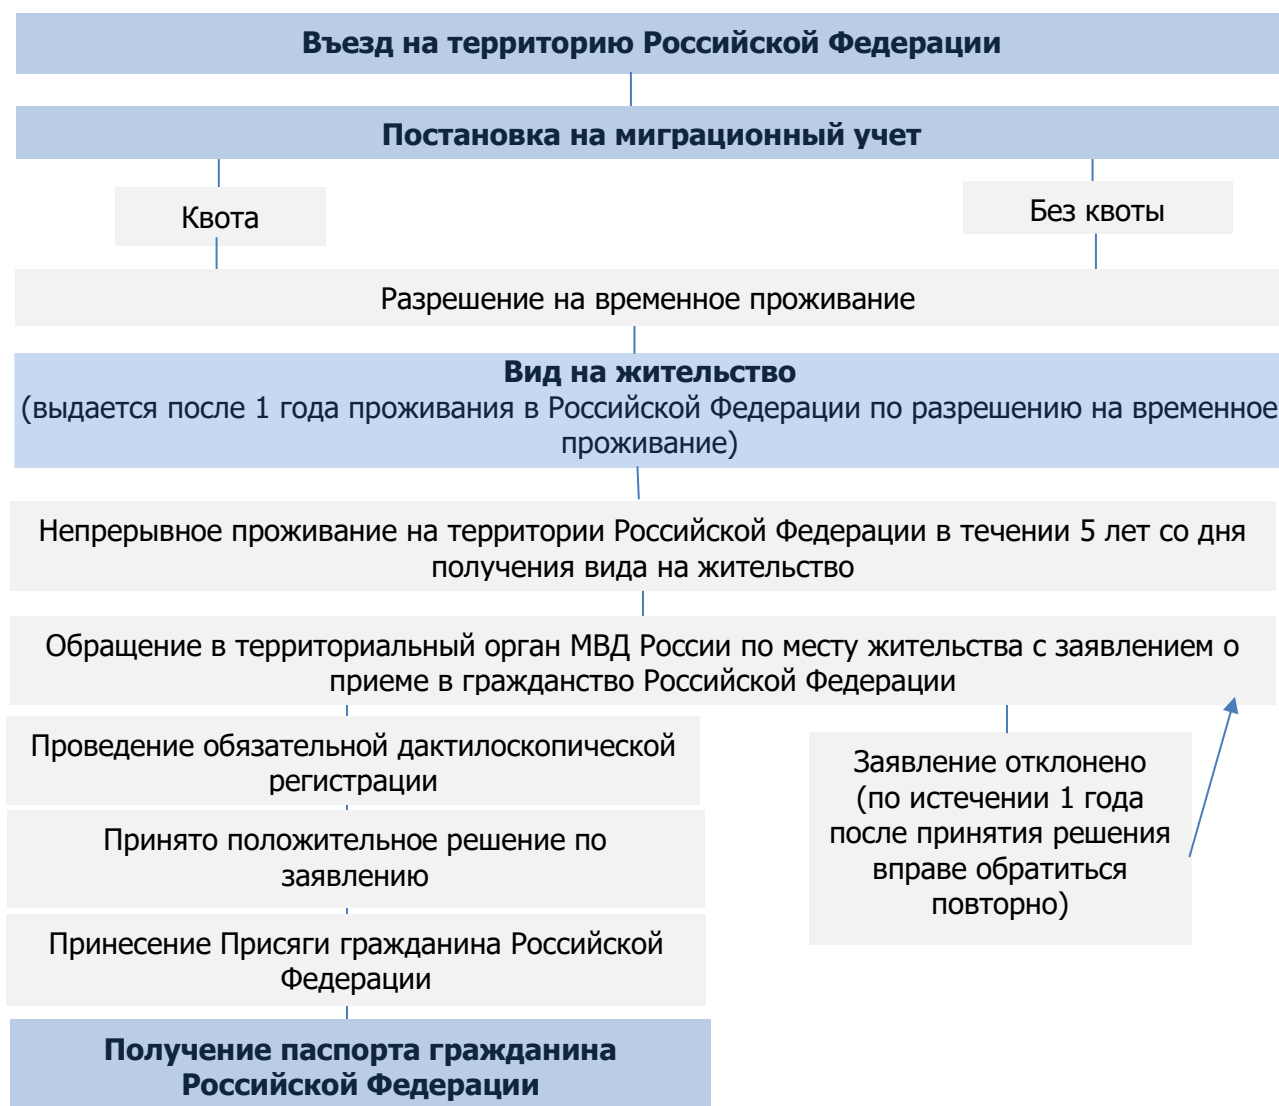 Въезд на территорию Российской Федерации
Постановка на миграционный учет
Квота
Без квоты
Разрешение на временное проживание
Вид на жительство
(выдается после 1 года проживания в Российской Федерации по разрешению на временное
проживание)
Непрерывное проживание на территории Российской Федерации в течении 5 лет со дня
получения вида на жительство
Обращение в территориальный орган МВД России по месту жительства с заявлением о
приеме в гражданство Российской Федерации
Проведение обязательной дактилоскопической
регистрации
Принято положительное решение по
заявлению
Принесение Присяги гражданина Российской
Федерации
Получение паспорта гражданина
Российской Федерации
Заявление отклонено
(по истечении 1 года
после принятия решения
вправе обратиться
повторно)